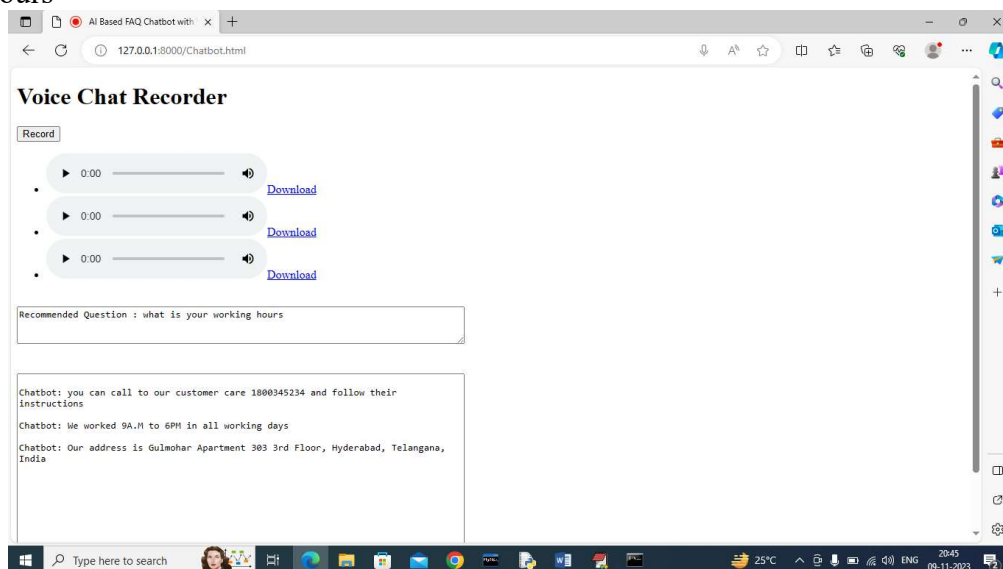 ours
AI Based FAQ Chatbot with
127.0.0.1:8000/Chatbot.html
Voice Chat Recorder
Record
0:00
Download
0:00
Download
0:00
Download
Recommended Question : what is your working hours
Chatbot: you can call to our customer care 1800345234 and follow their
instructions
Chatbot: We worked 9A.M to 6PM in all working days
Chatbot: Our address is Gulmohar Apartment 303 3rd Floor, Hyderabad, Telangana,
India
Type here to search
25°C
ENG
20:45
09-11-2023